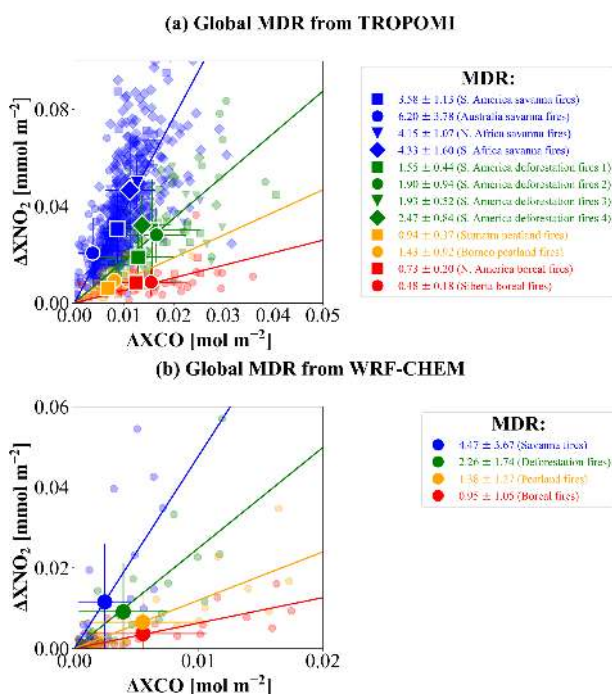 (a) Global MDR from TROPOMI
ΔXNO₂ [mmol m⁻²]
0.08
0.04
0.00
0.00
0.01
0.02
0.03
0.04
0.05
ΔXCO [mol m⁻²]
MDR:
3.58 ± 1.13 (S. America savanna fires)
6.20 ± 3.78 (Australia savanna fires)
4.15 ± 1.07 (N. Africa savanna fires)
4.33 ± 1.60 (S. Africa savanna fires)
1.55 ± 0.44 (S. America deforestation fires 1)
1.90 ± 0.94 (S. America deforestation fires 2)
1.93 ± 0.52 (S. America deforestation fires 3)
2.47 ± 0.84 (S. America deforestation fires 4)
0.94 ± 0.37 (Sumatra peatland fires)
1.43 ± 0.92 (Borneo peatland fires)
0.73 ± 0.20 (N. America boreal fires)
0.48 ± 0.18 (Siberia boreal fires)
(b) Global MDR from WRF-CHEM
ΔXNO₂ [mmol m⁻²]
0.06
0.04
0.02
0.00
0.00
0.01
0.02
ΔXCO [mol m⁻²]
MDR:
4.47 ± 3.67 (Savanna fires)
2.26 ± 1.74 (Deforestation fires)
1.38 ± 1.27 (Peatland fires)
0.95 ± 1.05 (Boreal fires)